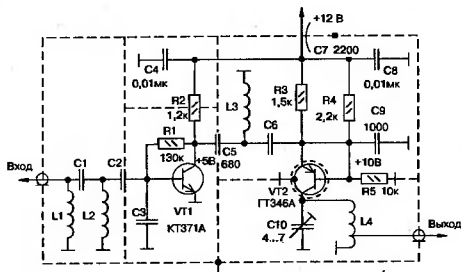 +12 В
C7 2200
C4
0,01мк
R2
1,2к
L3
R3
1,5к
R4
2,2к
C8
0,01мк
C9
1000
R1
130к
+5В
C5
680
C6
+10В
Вход
C1
C2
VT2
ГТ346А
R5 10к
L1
L2
C3
VT1
КТ371А
C10
4...7
L4
Выход